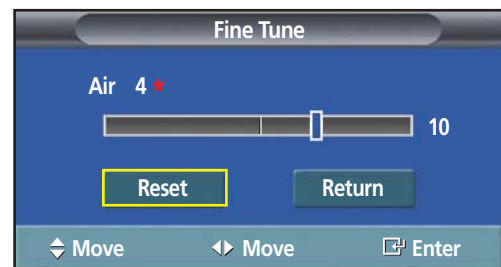 Fine Tune
Air 4 *
10
Reset Return
Move Move Enter